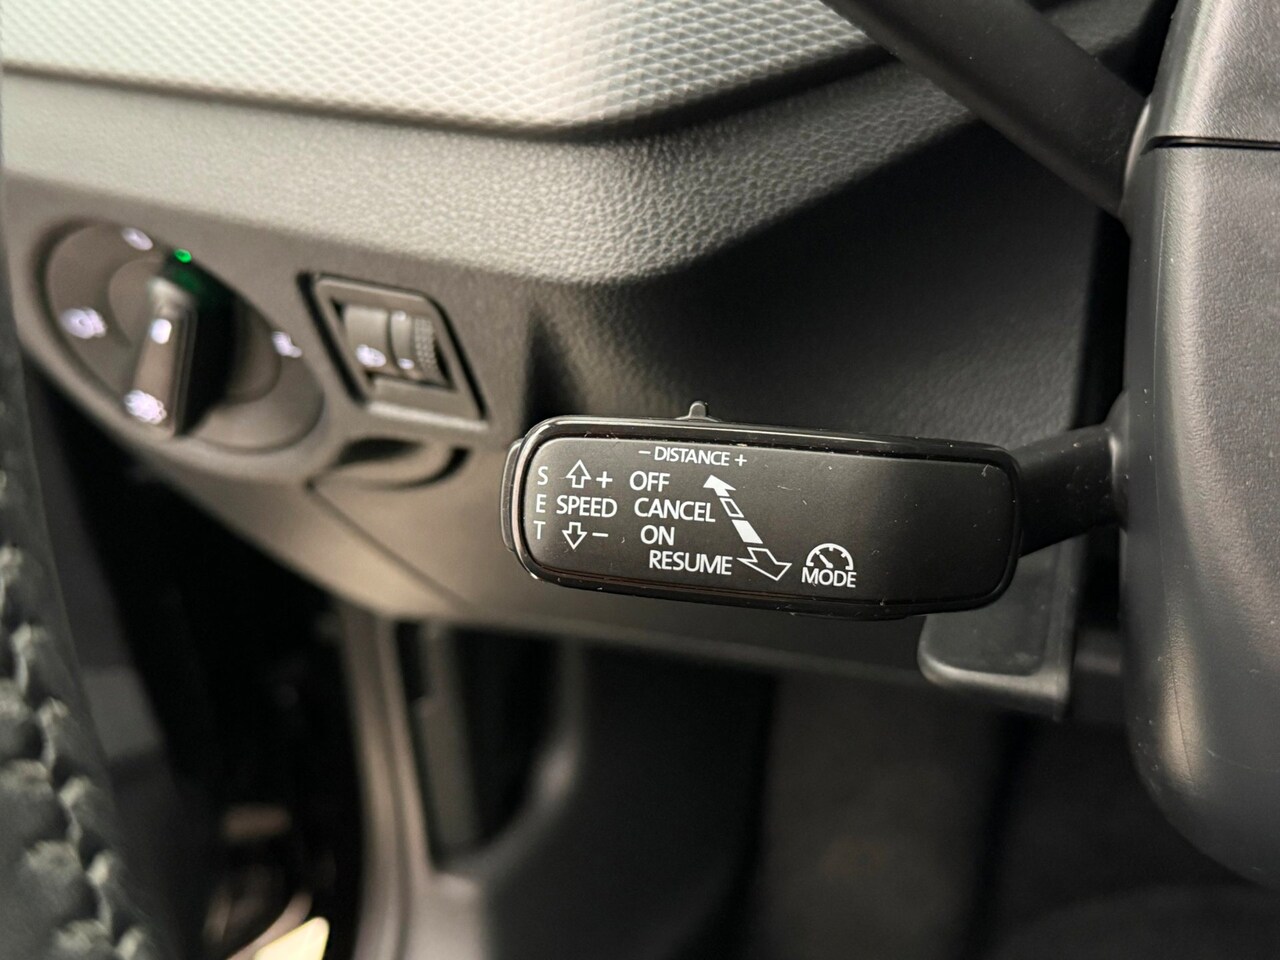 − DISTANCE +
S + OFF
E SPEED CANCEL
T − ON
RESUME
MODE